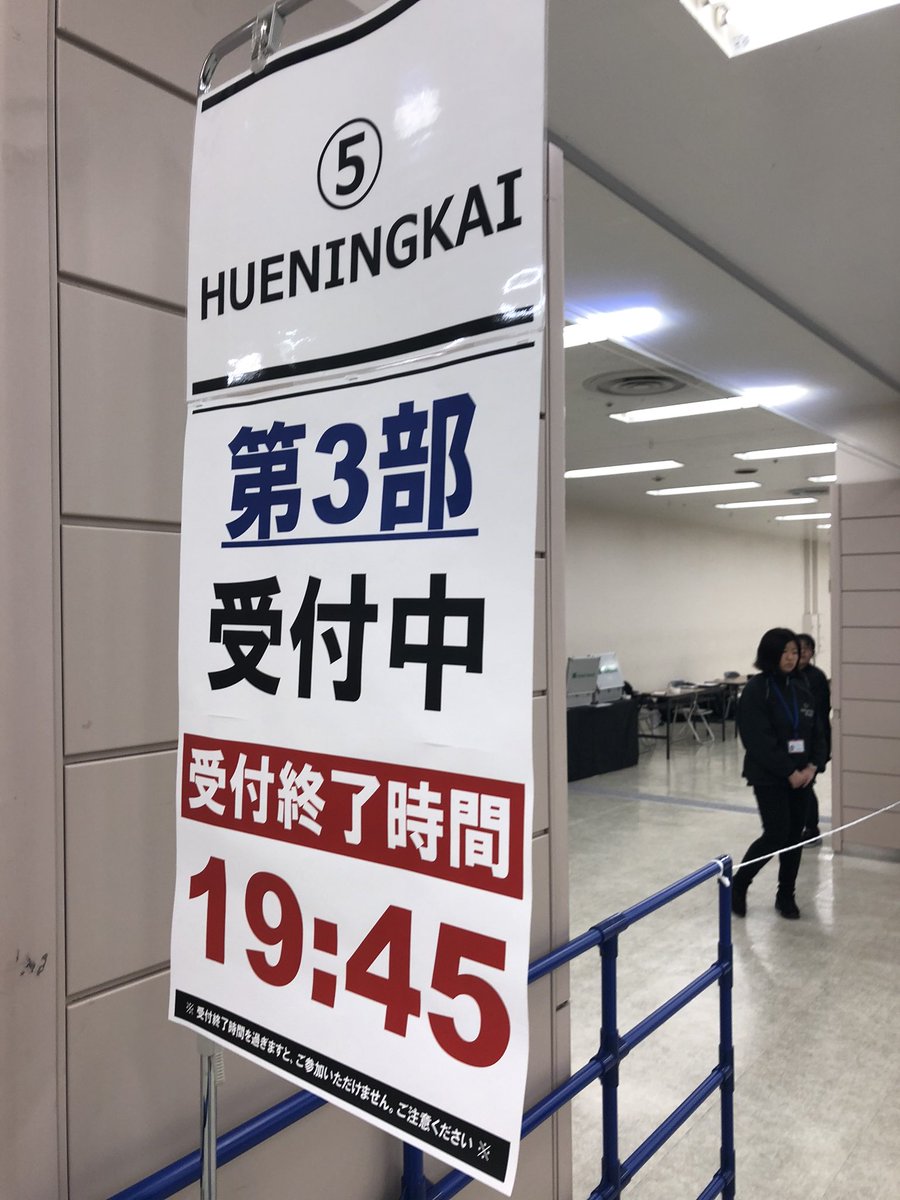 ⑤
HUENINGKAI
第3部
受付中
受付終了時間
19:45
※ 受付終了時間を過ぎますと、ご参加いただけません。ご注意ください ※